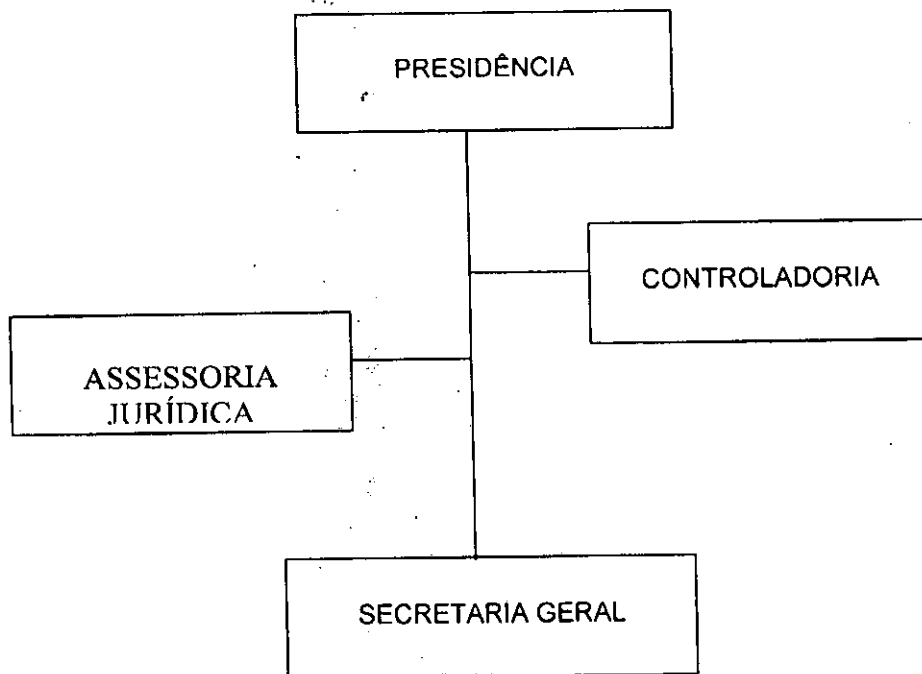 PRESIDÊNCIA
CONTROLADORIA
ASSESSORIA
JURÍDICA
SECRETARIA GERAL